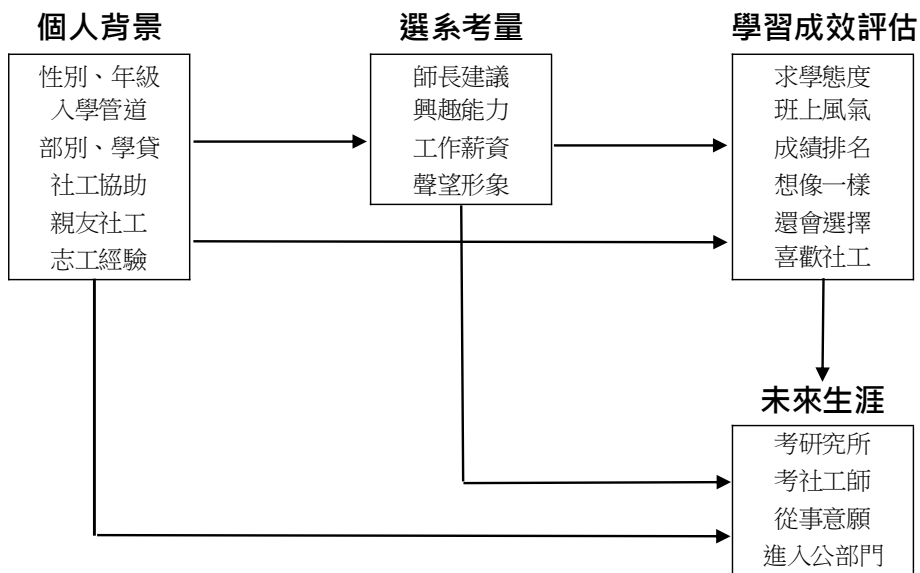 個人背景
性別、年級
入學管道
部別、學貸
社工協助
親友社工
志工經驗
選系考量
師長建議
興趣能力
工作薪資
聲望形象
學習成效評估
求學態度
班上風氣
成績排名
想像一樣
還會選擇
喜歡社工
未來生涯
考研究所
考社工師
從事意願
進入公部門